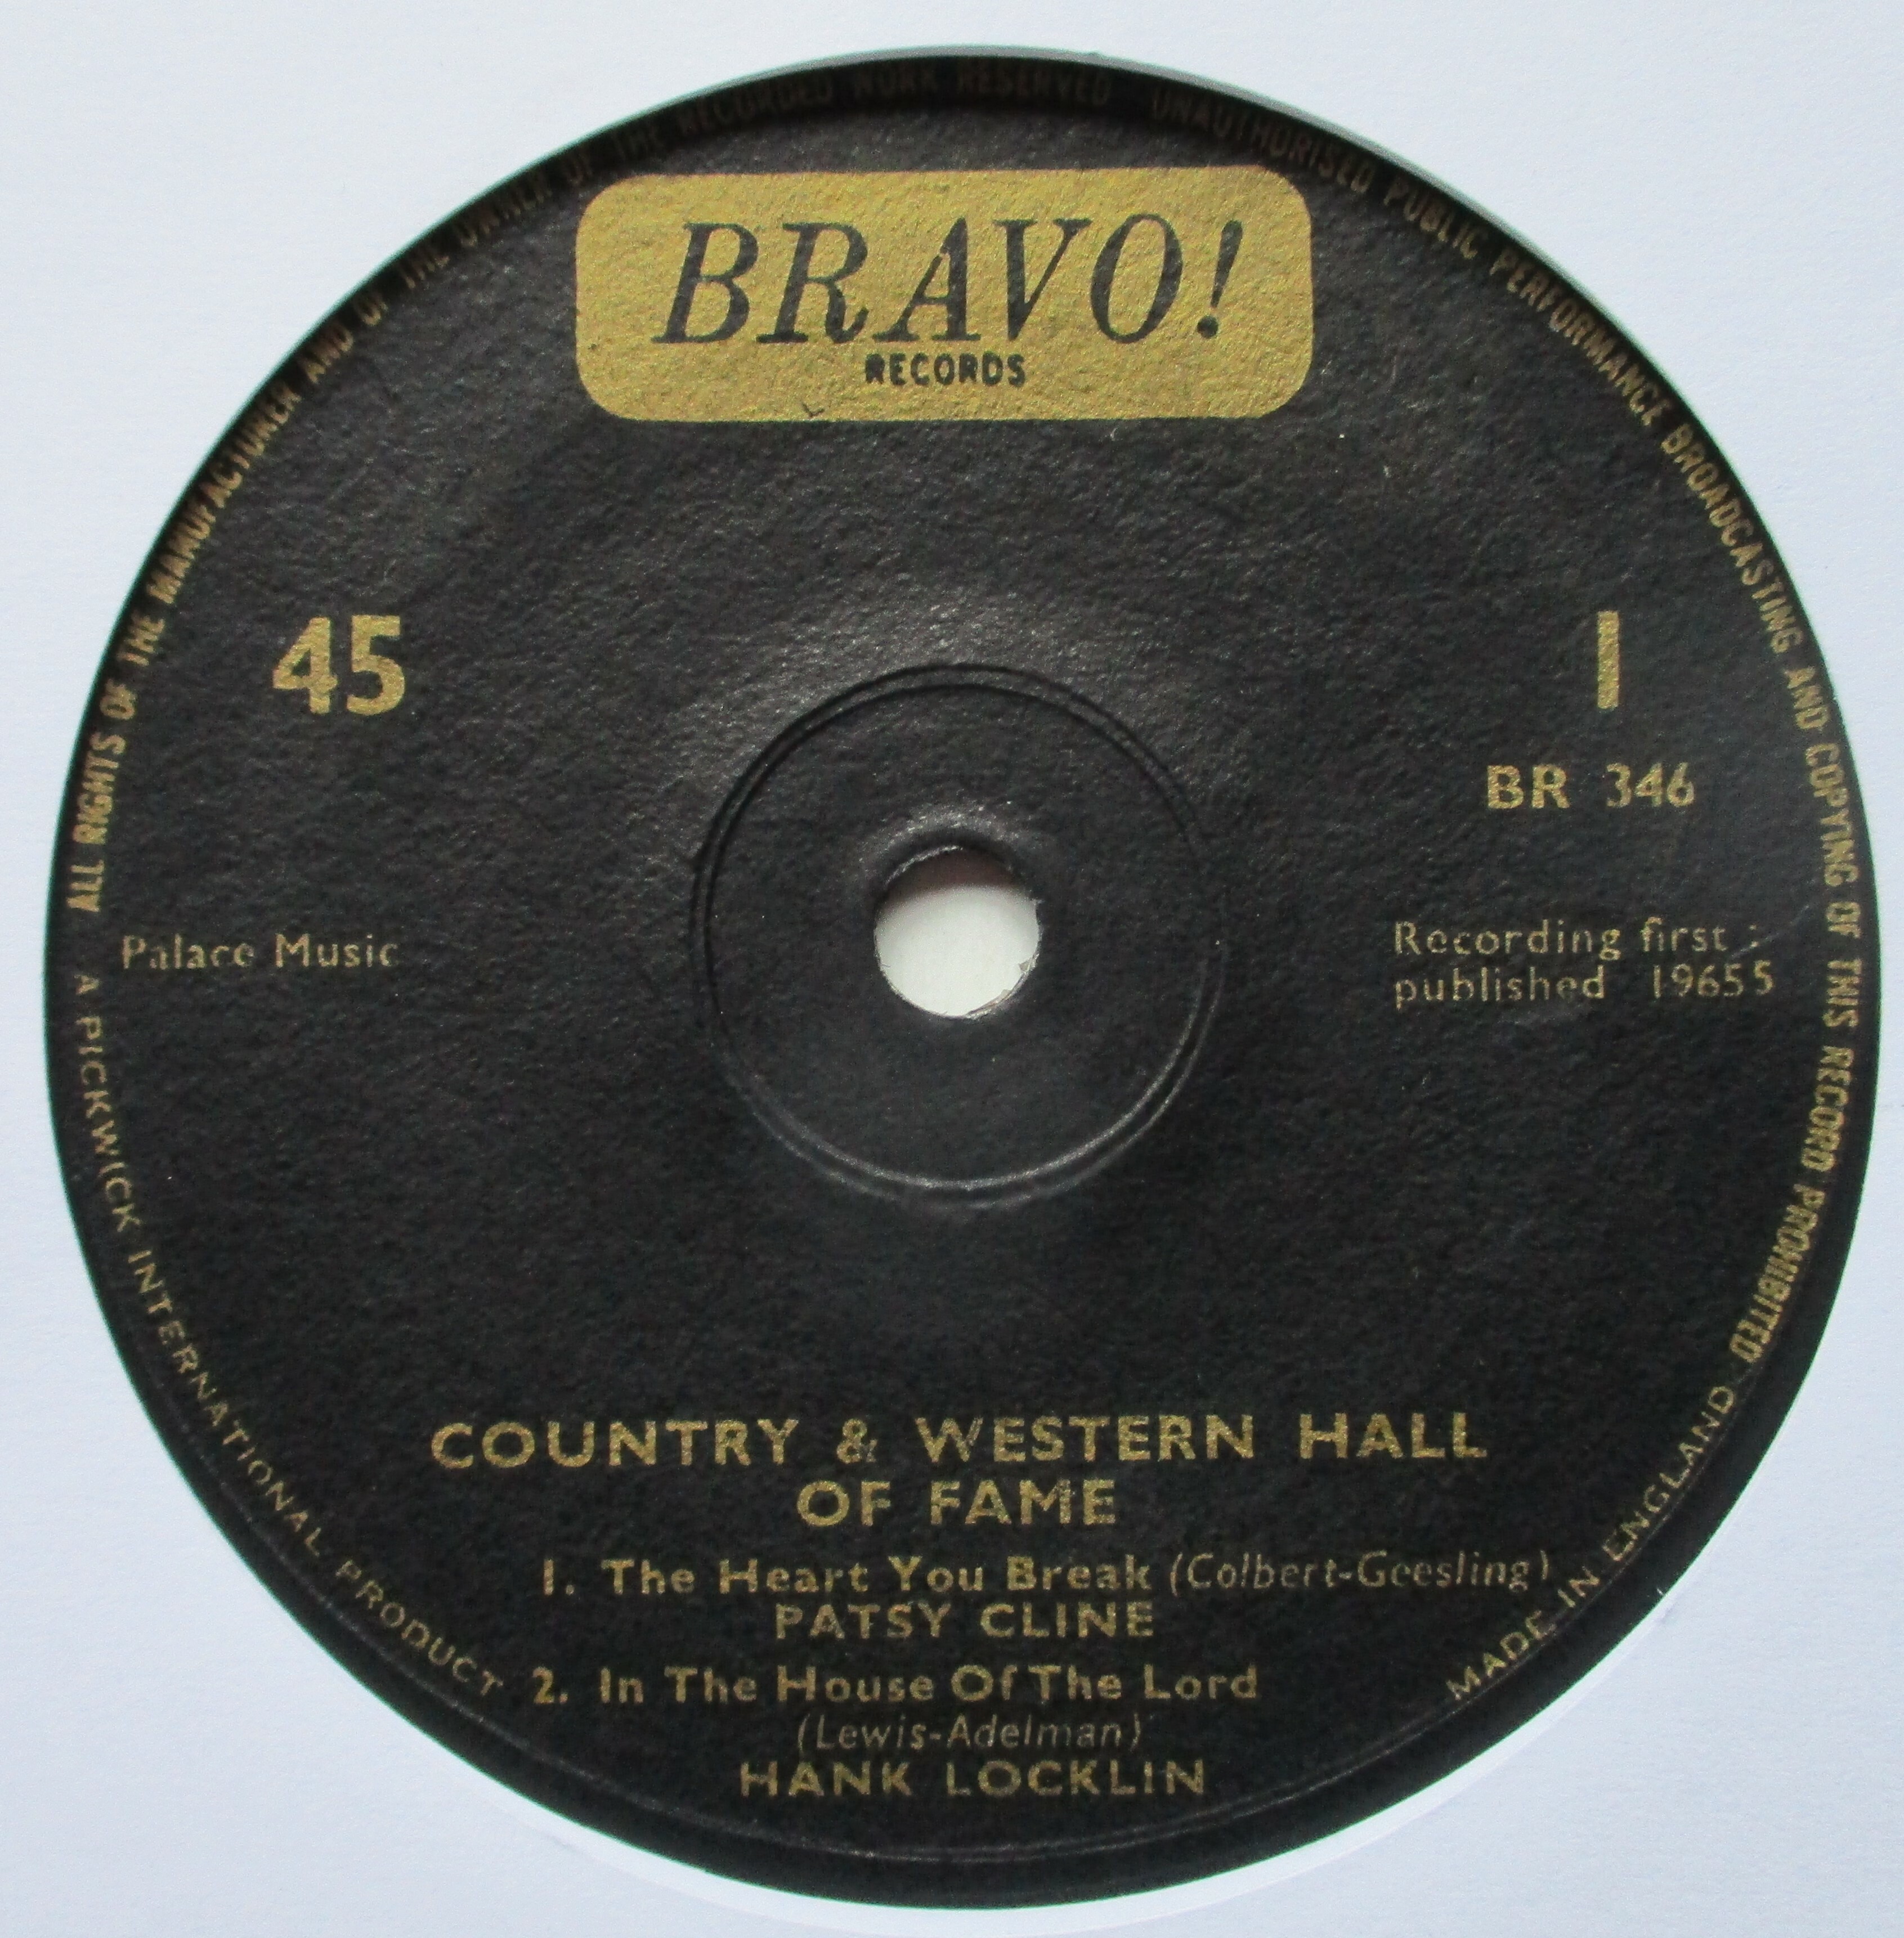 ALL RIGHTS OF THE MANUFACTURER AND OF THE OWNER OF THE RECORDED WORK RESERVED UNAUTHORISED PUBLIC PERFORMANCE BROADCASTING AND COPYING OF THIS RECORD PROHIBITED
BRAVO!
RECORDS
45
I
BR 346
Palace Music
Recording first :
published 19655
COUNTRY & WESTERN HALL
OF FAME
1. The Heart You Break (Colbert-Geesling)
PATSY CLINE
2. In The House Of The Lord
(Lewis-Adelman)
HANK LOCKLIN
A PICKWICK INTERNATIONAL PRODUCT
MADE IN ENGLAND